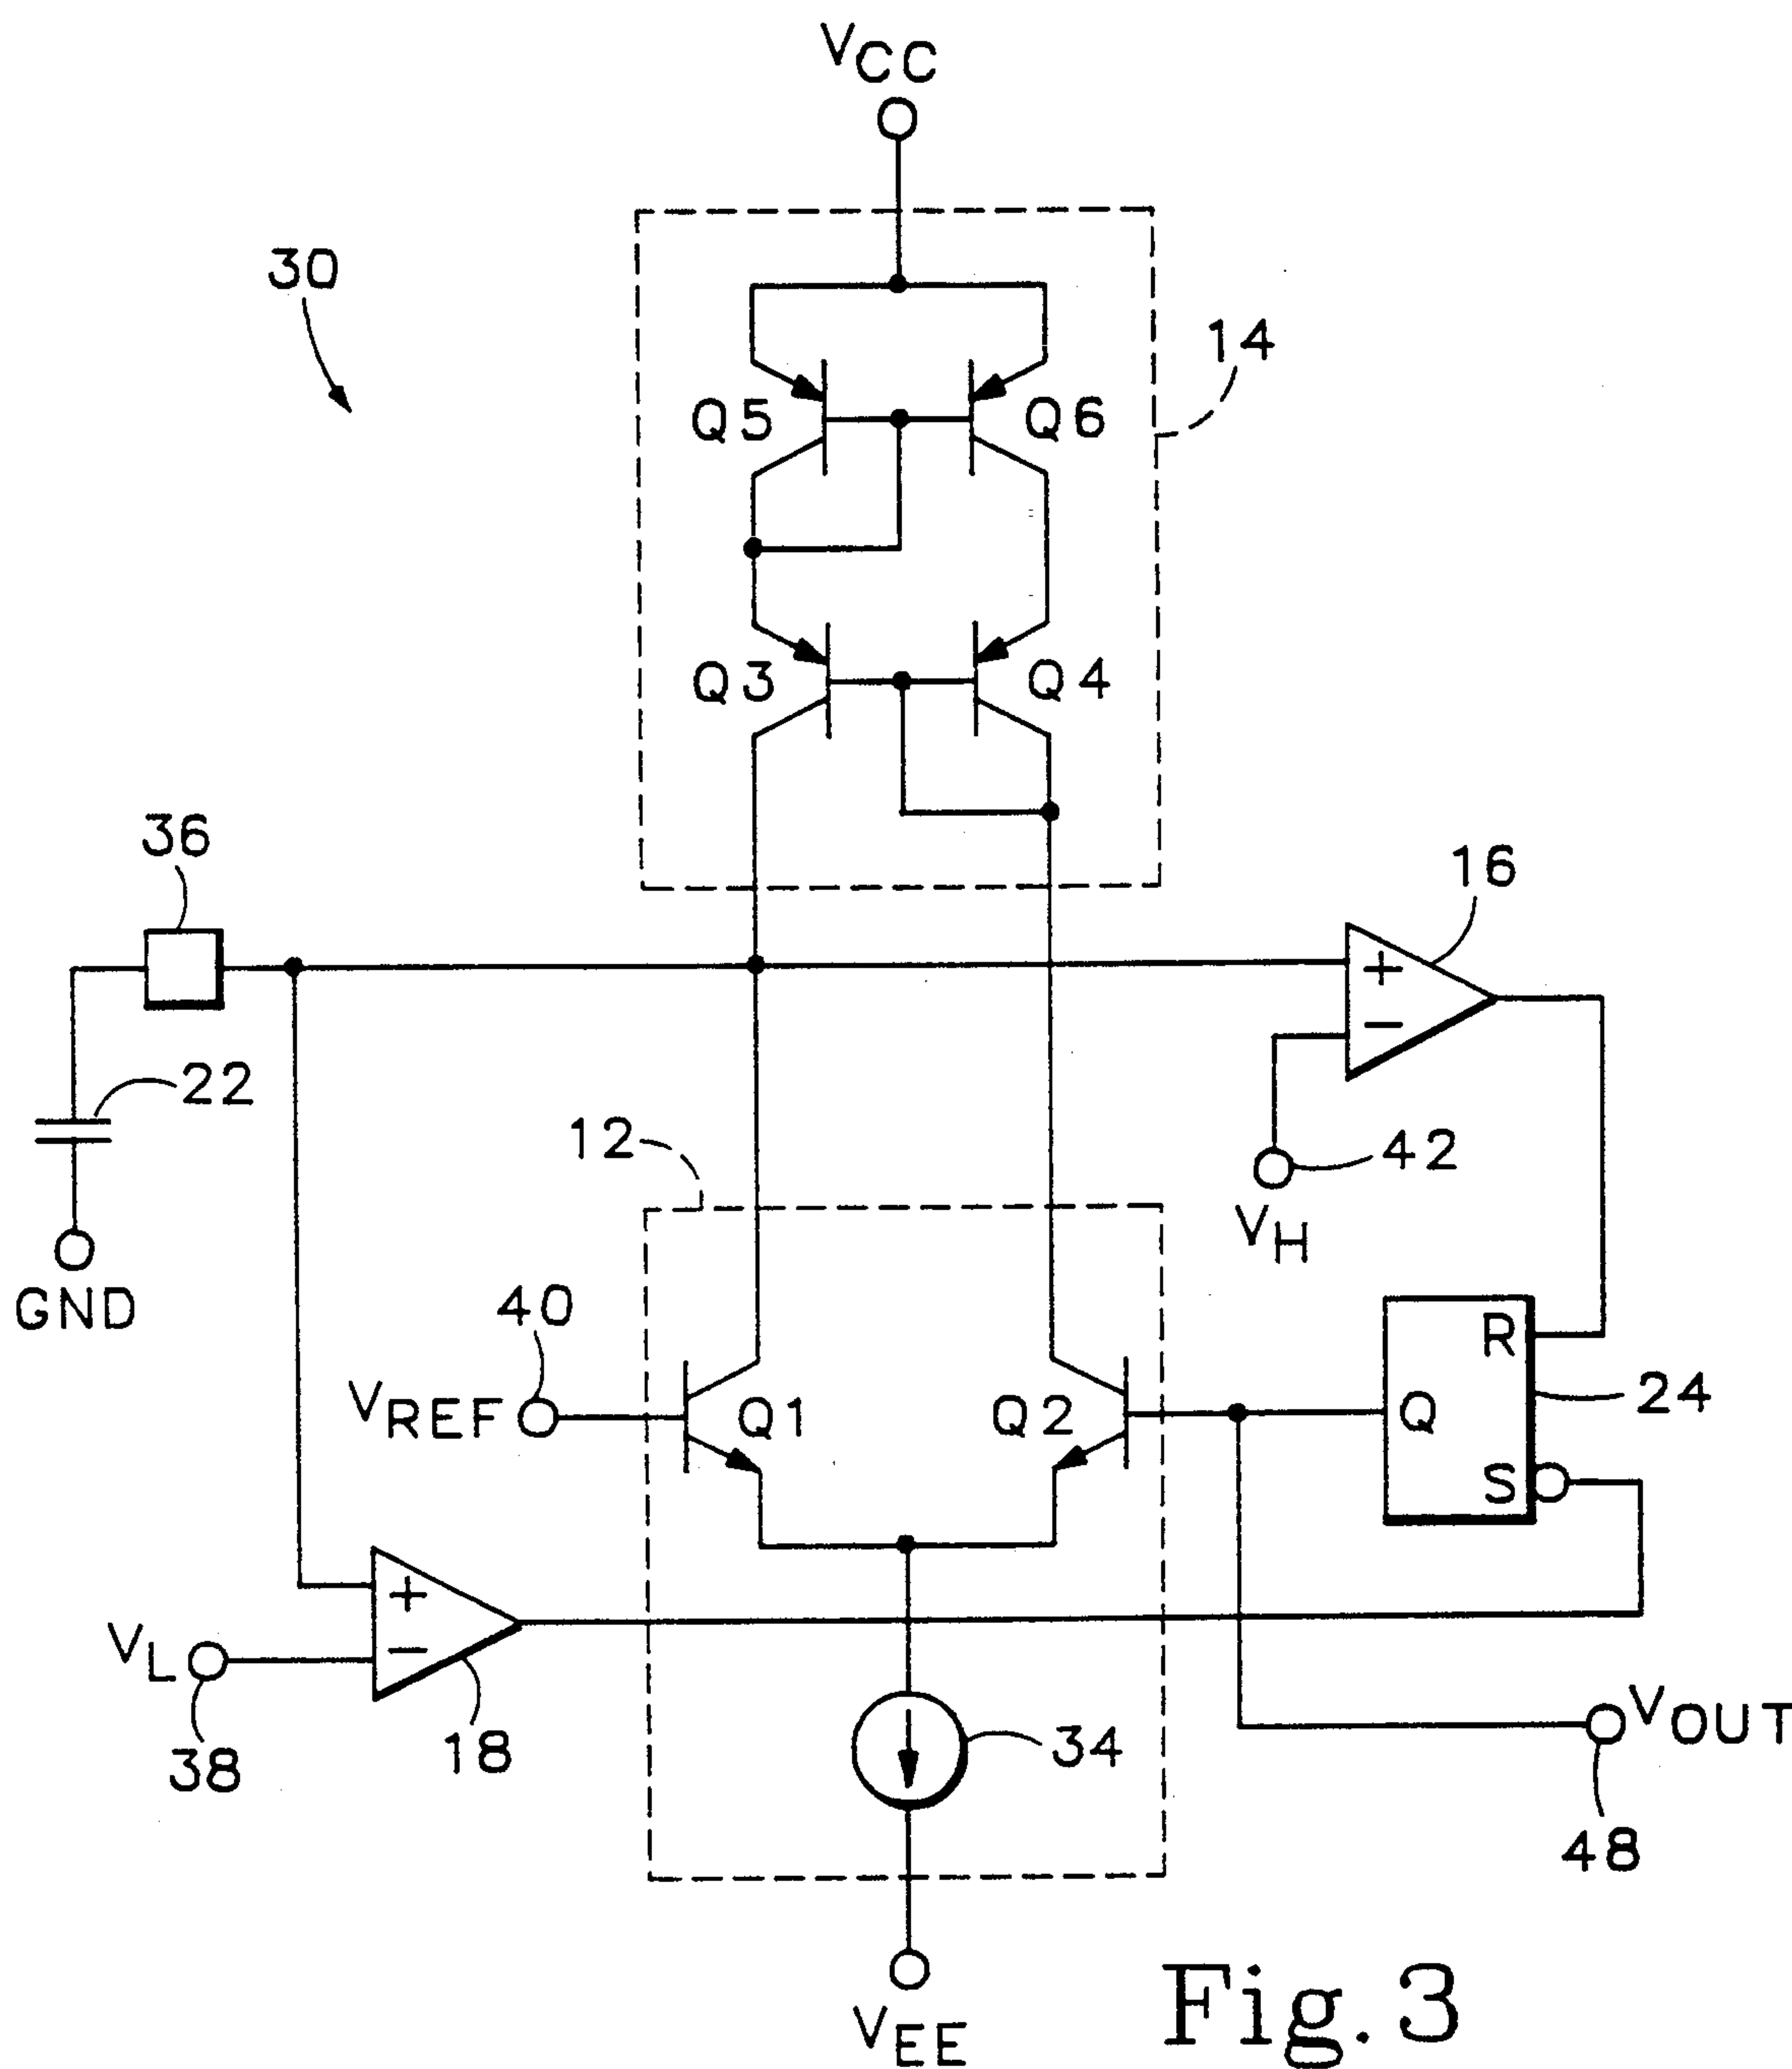 VCC
30
14
Q5
Q6
Q3
Q4
36
16
+
−
22
12
42
VH
GND
40
VREF
Q1
Q2
Q
R
S
24
+
−
VL
38
18
34
VOUT
48
VEE
Fig. 3